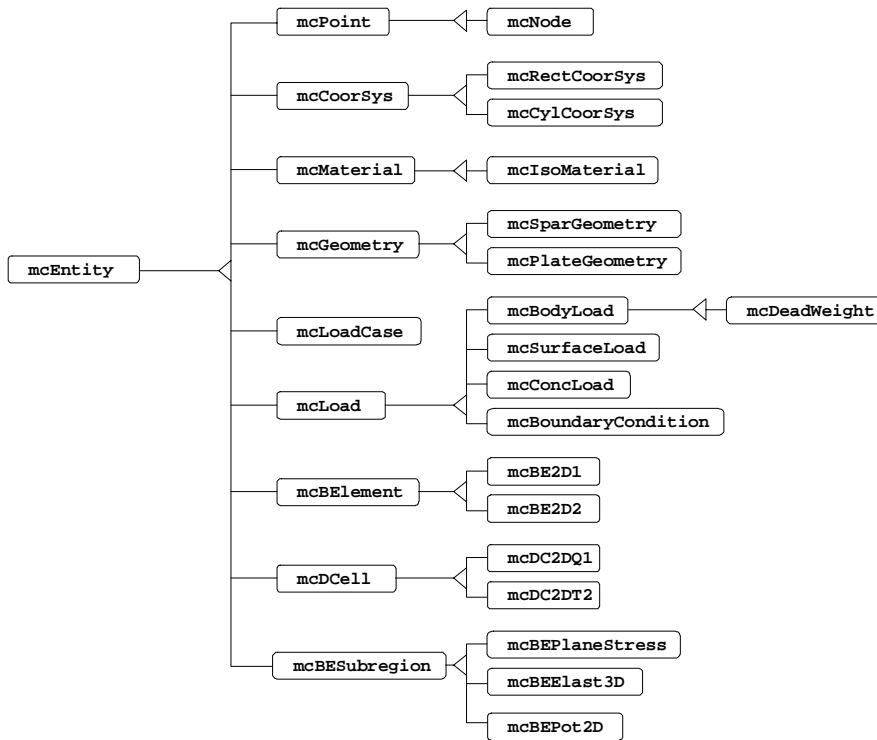 mcPoint
mcNode
mcRectCoorSys
mcCoorSys
mcCylCoorSys
mcMaterial
mcIsoMaterial
mcSparGeometry
mcGeometry
mcPlateGeometry
mcEntity
mcBodyLoad
mcDeadWeight
mcLoadCase
mcSurfaceLoad
mcConcLoad
mcLoad
mcBoundaryCondition
mcBE2D1
mcBElement
mcBE2D2
mcDC2DQ1
mcDCell
mcDC2DT2
mcBEPlaneStress
mcBESubregion
mcBEElast3D
mcBEPot2D